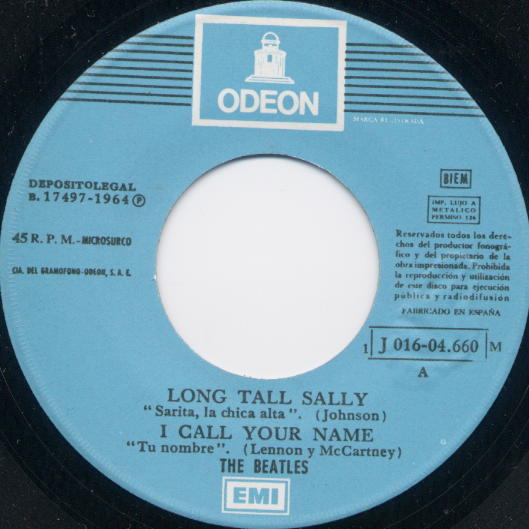 ODEON
MARCA REGISTRADA
DEPOSITO LEGAL
B. 17497-1964 Ⓟ
45 R. P. M.-MICROSURCO
CIA. DEL GRAMOFONO-ODEON, S. A. E.
BIEM
IMP. LUJO A
METALICO
PERMISO 126
Reservados todos los dere-
chos del productor fonográ-
fico y del propietario de la
obra impresionada. Prohibida
la reproducción y utilización
de este disco para ejecución
pública y radiodifusión
FABRICADO EN ESPAÑA
1 J 016-04.660 M
A
LONG TALL SALLY
"Sarita, la chica alta". (Johnson)
I CALL YOUR NAME
"Tu nombre". (Lennon y McCartney)
THE BEATLES
EMI